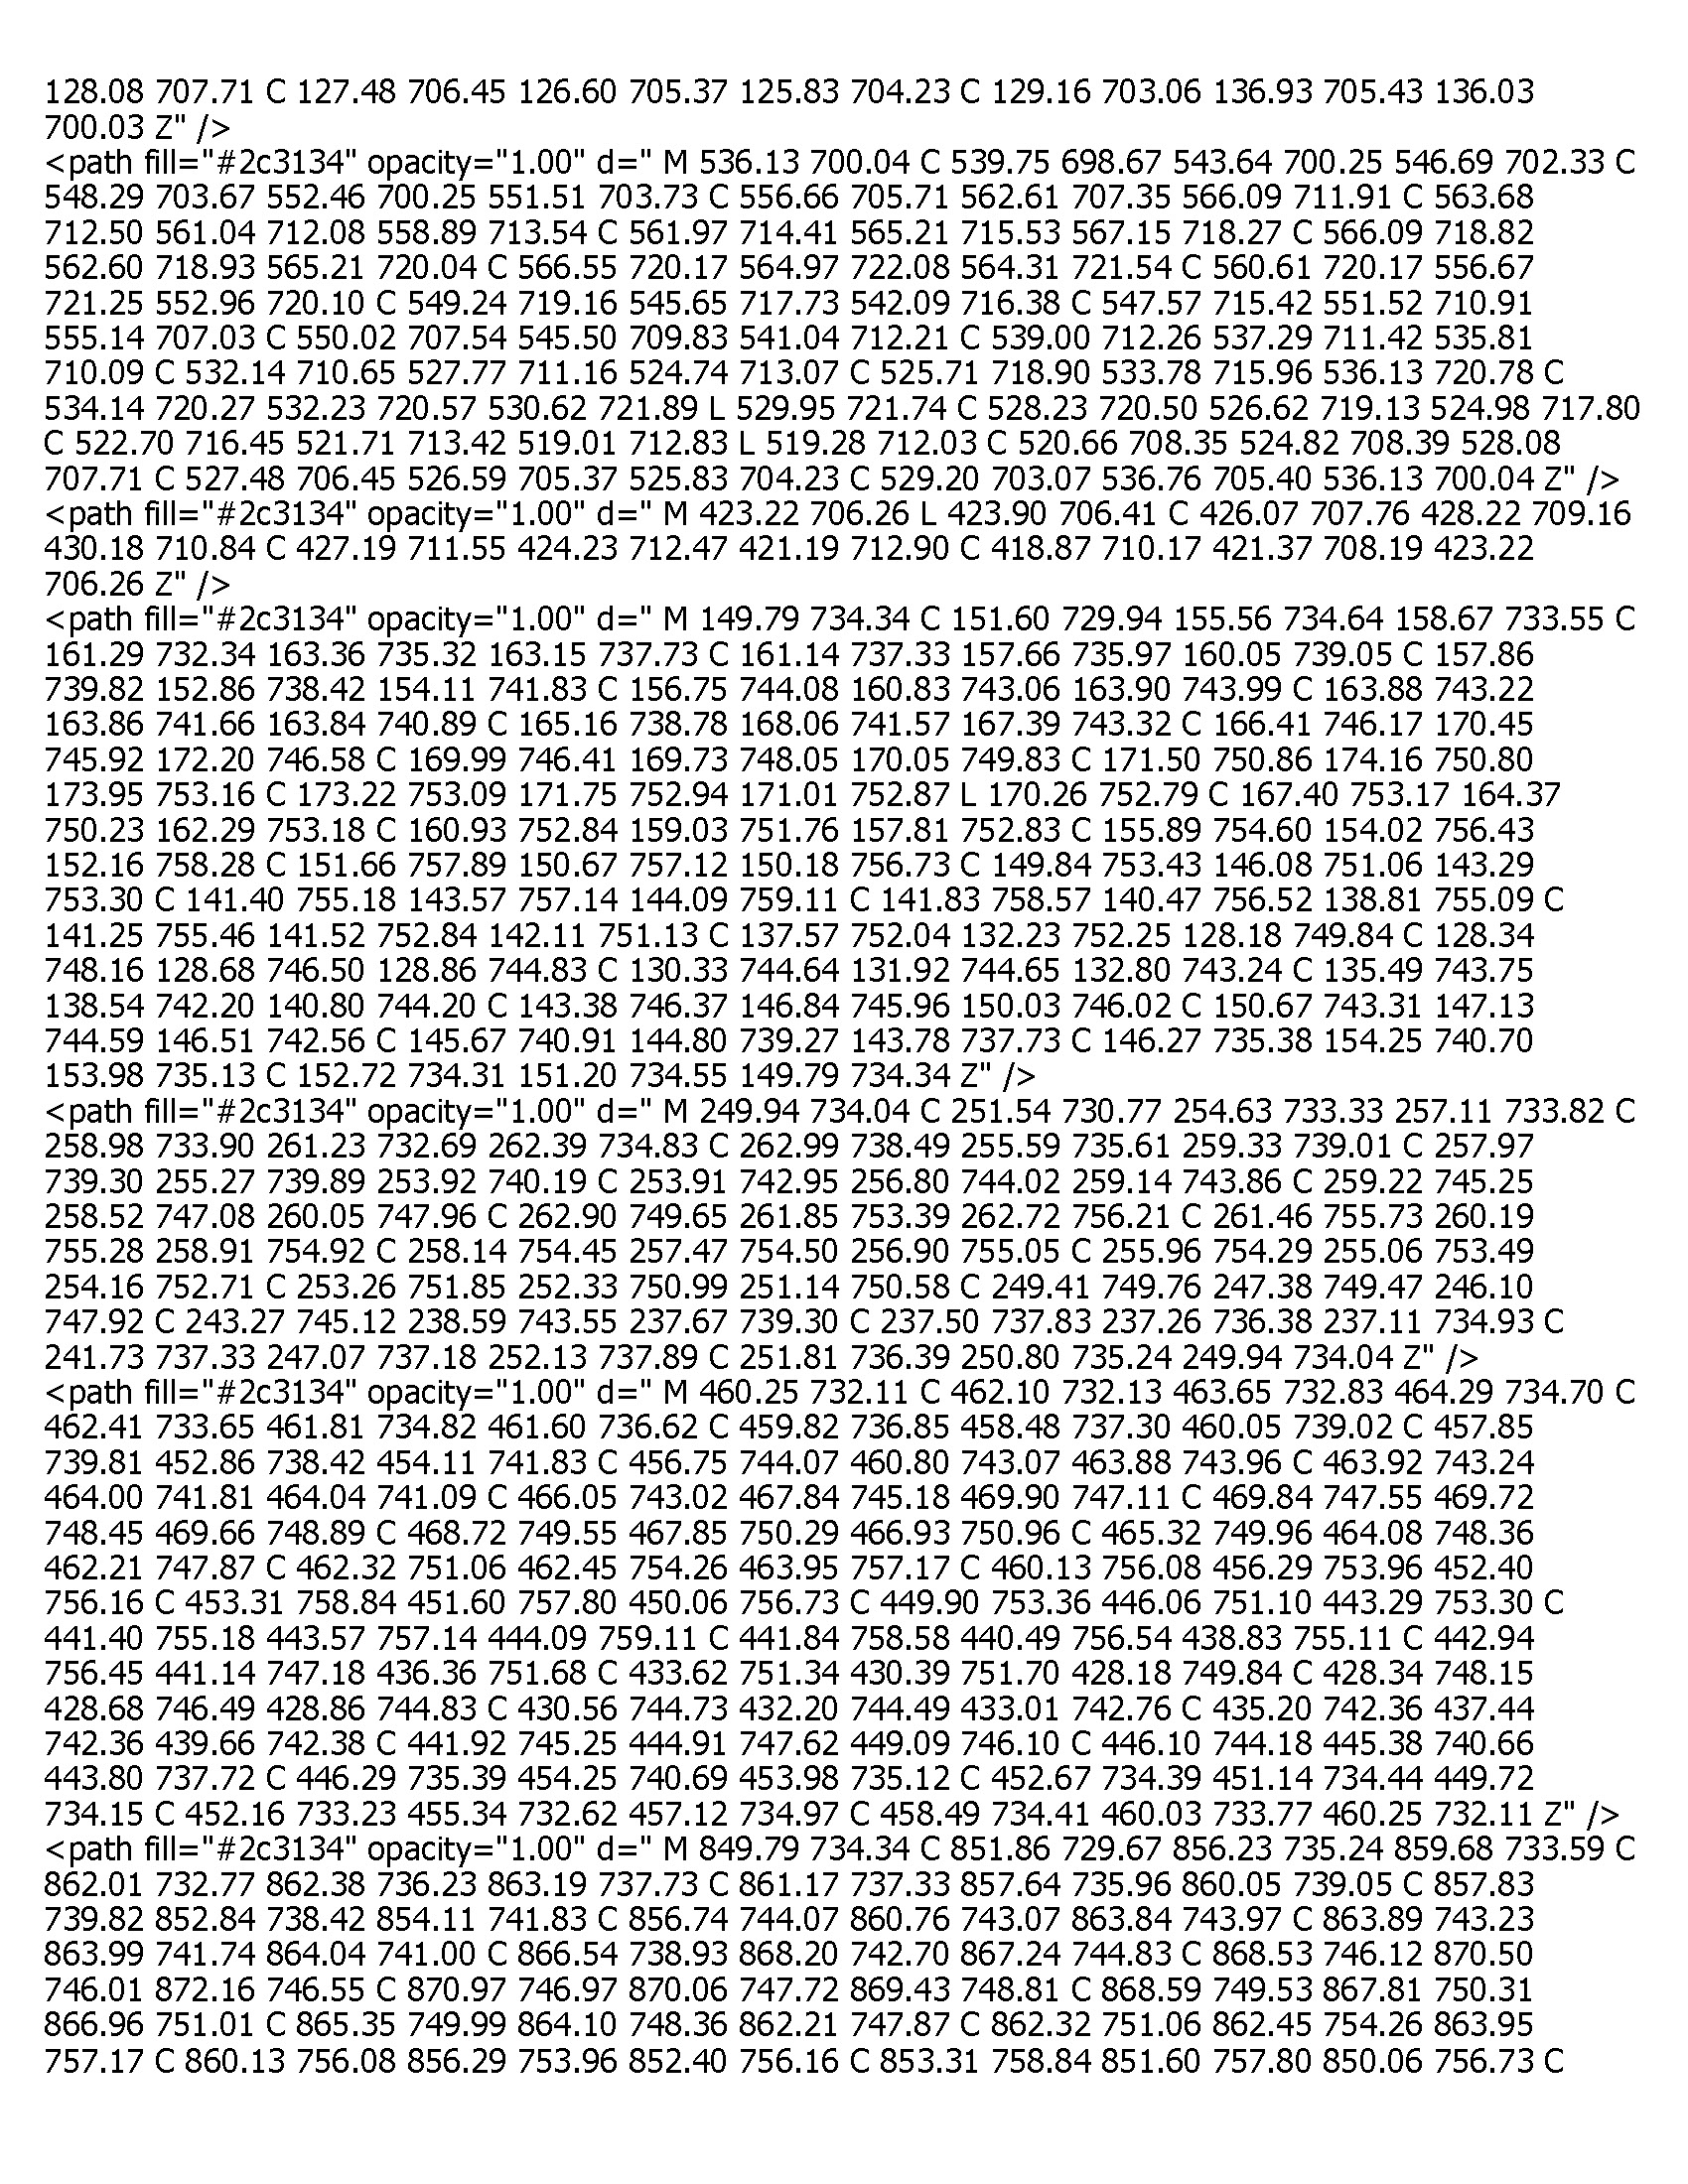 128.08 707.71 C 127.48 706.45 126.60 705.37 125.83 704.23 C 129.16 703.06 136.93 705.43 136.03
700.03 Z" />
<path fill="#2c3134" opacity="1.00" d=" M 536.13 700.04 C 539.75 698.67 543.64 700.25 546.69 702.33 C
548.29 703.67 552.46 700.25 551.51 703.73 C 556.66 705.71 562.61 707.35 566.09 711.91 C 563.68
712.50 561.04 712.08 558.89 713.54 C 561.97 714.41 565.21 715.53 567.15 718.27 C 566.09 718.82
562.60 718.93 565.21 720.04 C 566.55 720.17 564.97 722.08 564.31 721.54 C 560.61 720.17 556.67
721.25 552.96 720.10 C 549.24 719.16 545.65 717.73 542.09 716.38 C 547.57 715.42 551.52 710.91
555.14 707.03 C 550.02 707.54 545.50 709.83 541.04 712.21 C 539.00 712.26 537.29 711.42 535.81
710.09 C 532.14 710.65 527.77 711.16 524.74 713.07 C 525.71 718.90 533.78 715.96 536.13 720.78 C
534.14 720.27 532.23 720.57 530.62 721.89 L 529.95 721.74 C 528.23 720.50 526.62 719.13 524.98 717.80
C 522.70 716.45 521.71 713.42 519.01 712.83 L 519.28 712.03 C 520.66 708.35 524.82 708.39 528.08
707.71 C 527.48 706.45 526.59 705.37 525.83 704.23 C 529.20 703.07 536.76 705.40 536.13 700.04 Z" />
<path fill="#2c3134" opacity="1.00" d=" M 423.22 706.26 L 423.90 706.41 C 426.07 707.76 428.22 709.16
430.18 710.84 C 427.19 711.55 424.23 712.47 421.19 712.90 C 418.87 710.17 421.37 708.19 423.22
706.26 Z" />
<path fill="#2c3134" opacity="1.00" d=" M 149.79 734.34 C 151.60 729.94 155.56 734.64 158.67 733.55 C
161.29 732.34 163.36 735.32 163.15 737.73 C 161.14 737.33 157.66 735.97 160.05 739.05 C 157.86
739.82 152.86 738.42 154.11 741.83 C 156.75 744.08 160.83 743.06 163.90 743.99 C 163.88 743.22
163.86 741.66 163.84 740.89 C 165.16 738.78 168.06 741.57 167.39 743.32 C 166.41 746.17 170.45
745.92 172.20 746.58 C 169.99 746.41 169.73 748.05 170.05 749.83 C 171.50 750.86 174.16 750.80
173.95 753.16 C 173.22 753.09 171.75 752.94 171.01 752.87 L 170.26 752.79 C 167.40 753.17 164.37
750.23 162.29 753.18 C 160.93 752.84 159.03 751.76 157.81 752.83 C 155.89 754.60 154.02 756.43
152.16 758.28 C 151.66 757.89 150.67 757.12 150.18 756.73 C 149.84 753.43 146.08 751.06 143.29
753.30 C 141.40 755.18 143.57 757.14 144.09 759.11 C 141.83 758.57 140.47 756.52 138.81 755.09 C
141.25 755.46 141.52 752.84 142.11 751.13 C 137.57 752.04 132.23 752.25 128.18 749.84 C 128.34
748.16 128.68 746.50 128.86 744.83 C 130.33 744.64 131.92 744.65 132.80 743.24 C 135.49 743.75
138.54 742.20 140.80 744.20 C 143.38 746.37 146.84 745.96 150.03 746.02 C 150.67 743.31 147.13
744.59 146.51 742.56 C 145.67 740.91 144.80 739.27 143.78 737.73 C 146.27 735.38 154.25 740.70
153.98 735.13 C 152.72 734.31 151.20 734.55 149.79 734.34 Z" />
<path fill="#2c3134" opacity="1.00" d=" M 249.94 734.04 C 251.54 730.77 254.63 733.33 257.11 733.82 C
258.98 733.90 261.23 732.69 262.39 734.83 C 262.99 738.49 255.59 735.61 259.33 739.01 C 257.97
739.30 255.27 739.89 253.92 740.19 C 253.91 742.95 256.80 744.02 259.14 743.86 C 259.22 745.25
258.52 747.08 260.05 747.96 C 262.90 749.65 261.85 753.39 262.72 756.21 C 261.46 755.73 260.19
755.28 258.91 754.92 C 258.14 754.45 257.47 754.50 256.90 755.05 C 255.96 754.29 255.06 753.49
254.16 752.71 C 253.26 751.85 252.33 750.99 251.14 750.58 C 249.41 749.76 247.38 749.47 246.10
747.92 C 243.27 745.12 238.59 743.55 237.67 739.30 C 237.50 737.83 237.26 736.38 237.11 734.93 C
241.73 737.33 247.07 737.18 252.13 737.89 C 251.81 736.39 250.80 735.24 249.94 734.04 Z" />
<path fill="#2c3134" opacity="1.00" d=" M 460.25 732.11 C 462.10 732.13 463.65 732.83 464.29 734.70 C
462.41 733.65 461.81 734.82 461.60 736.62 C 459.82 736.85 458.48 737.30 460.05 739.02 C 457.85
739.81 452.86 738.42 454.11 741.83 C 456.75 744.07 460.80 743.07 463.88 743.96 C 463.92 743.24
464.00 741.81 464.04 741.09 C 466.05 743.02 467.84 745.18 469.90 747.11 C 469.84 747.55 469.72
748.45 469.66 748.89 C 468.72 749.55 467.85 750.29 466.93 750.96 C 465.32 749.96 464.08 748.36
462.21 747.87 C 462.32 751.06 462.45 754.26 463.95 757.17 C 460.13 756.08 456.29 753.96 452.40
756.16 C 453.31 758.84 451.60 757.80 450.06 756.73 C 449.90 753.36 446.06 751.10 443.29 753.30 C
441.40 755.18 443.57 757.14 444.09 759.11 C 441.84 758.58 440.49 756.54 438.83 755.11 C 442.94
756.45 441.14 747.18 436.36 751.68 C 433.62 751.34 430.39 751.70 428.18 749.84 C 428.34 748.15
428.68 746.49 428.86 744.83 C 430.56 744.73 432.20 744.49 433.01 742.76 C 435.20 742.36 437.44
742.36 439.66 742.38 C 441.92 745.25 444.91 747.62 449.09 746.10 C 446.10 744.18 445.38 740.66
443.80 737.72 C 446.29 735.39 454.25 740.69 453.98 735.12 C 452.67 734.39 451.14 734.44 449.72
734.15 C 452.16 733.23 455.34 732.62 457.12 734.97 C 458.49 734.41 460.03 733.77 460.25 732.11 Z" />
<path fill="#2c3134" opacity="1.00" d=" M 849.79 734.34 C 851.86 729.67 856.23 735.24 859.68 733.59 C
862.01 732.77 862.38 736.23 863.19 737.73 C 861.17 737.33 857.64 735.96 860.05 739.05 C 857.83
739.82 852.84 738.42 854.11 741.83 C 856.74 744.07 860.76 743.07 863.84 743.97 C 863.89 743.23
863.99 741.74 864.04 741.00 C 866.54 738.93 868.20 742.70 867.24 744.83 C 868.53 746.12 870.50
746.01 872.16 746.55 C 870.97 746.97 870.06 747.72 869.43 748.81 C 868.59 749.53 867.81 750.31
866.96 751.01 C 865.35 749.99 864.10 748.36 862.21 747.87 C 862.32 751.06 862.45 754.26 863.95
757.17 C 860.13 756.08 856.29 753.96 852.40 756.16 C 853.31 758.84 851.60 757.80 850.06 756.73 C